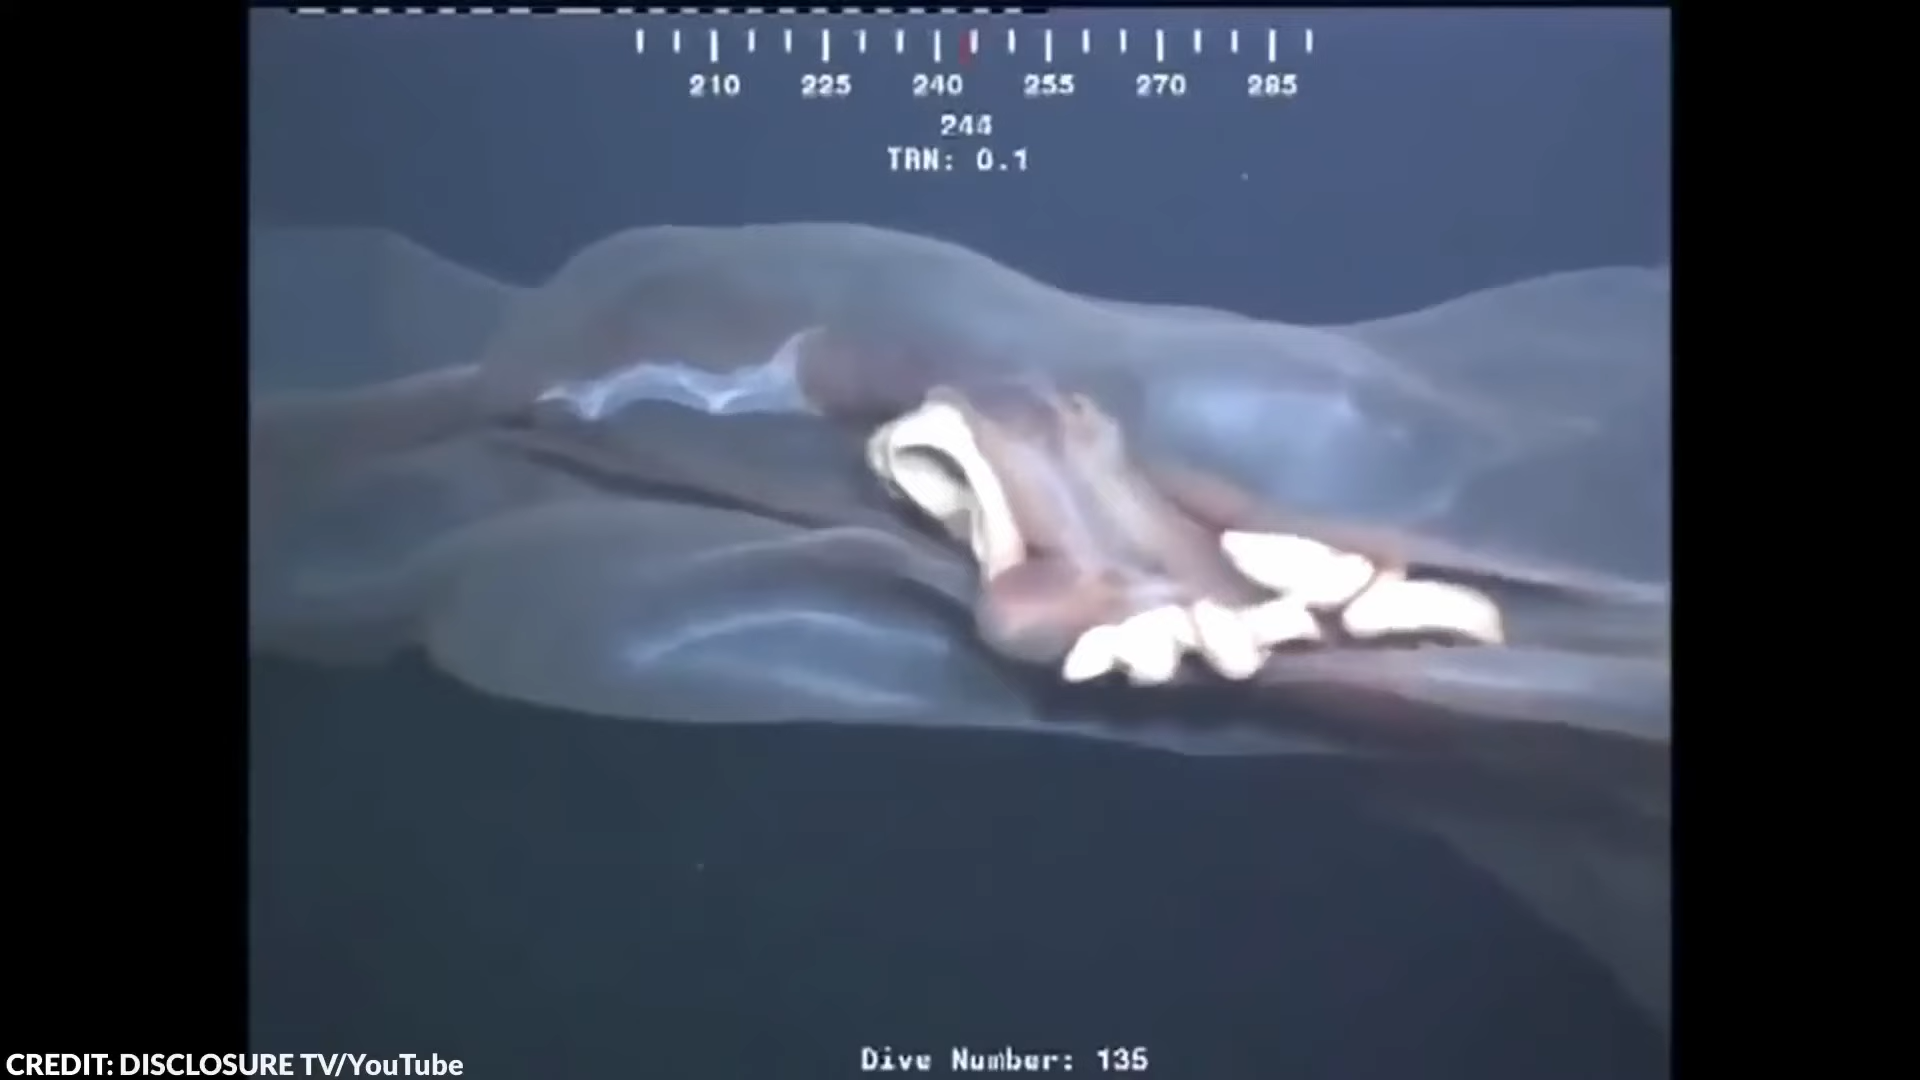 210 225 240 255 270 285
244
TRN: 0.1
Dive Number: 135
CREDIT: DISCLOSURE TV/YouTube